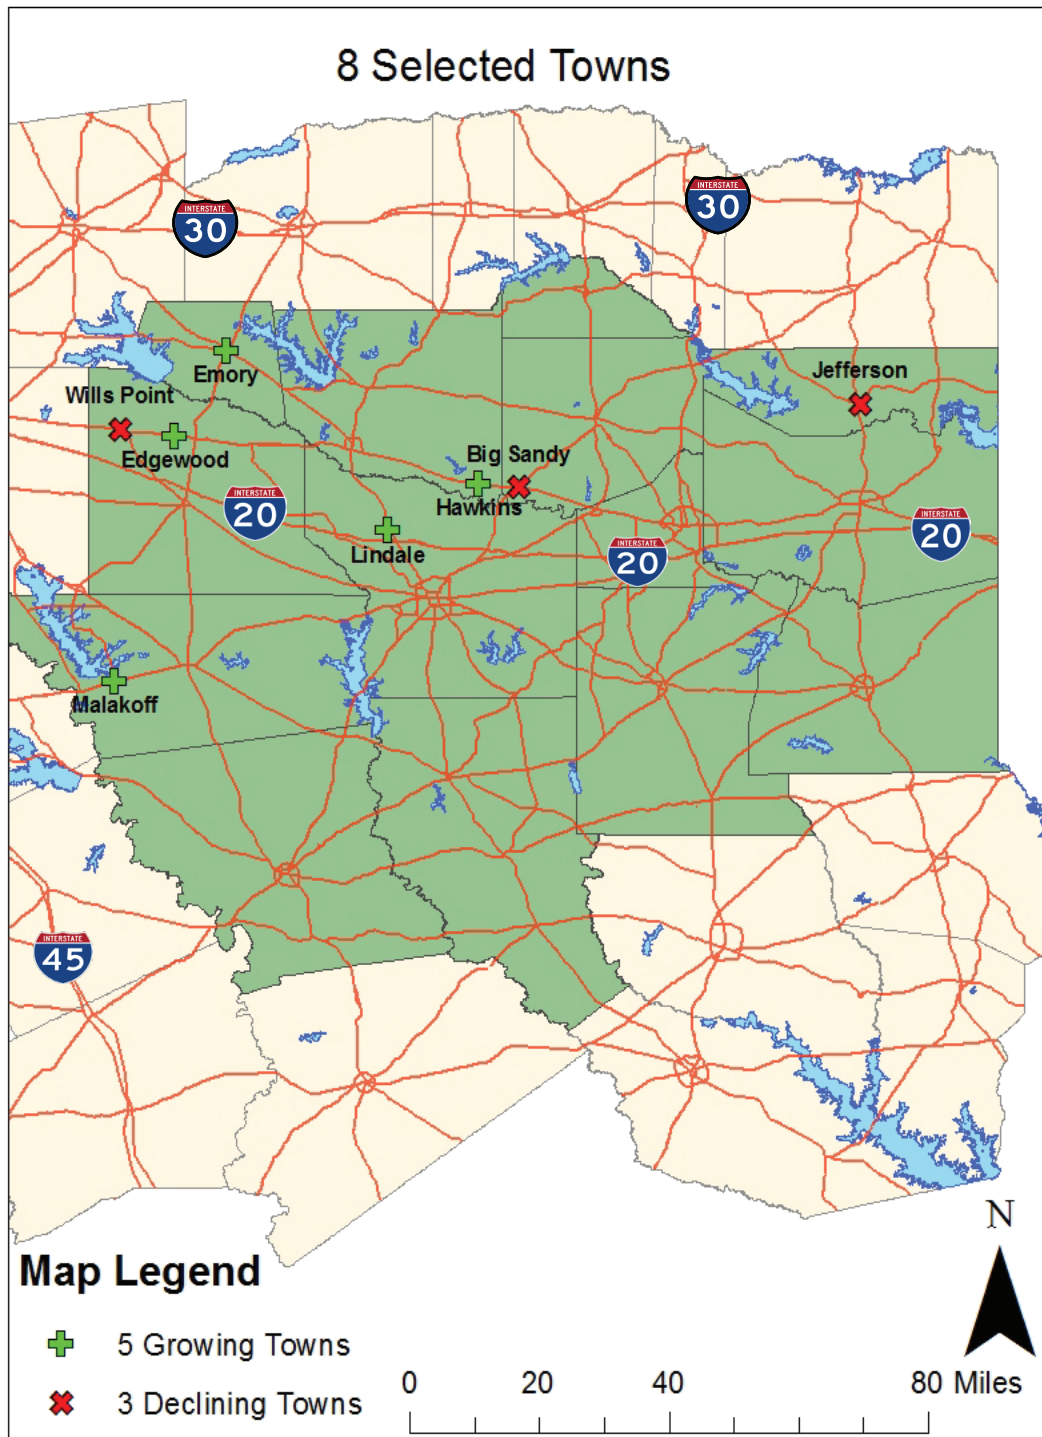 8 Selected Towns
INTERSTATE
30
INTERSTATE
30
Emory
Jefferson
Wills Point
Edgewood
Big Sandy
Hawkins
INTERSTATE
20
INTERSTATE
20
INTERSTATE
20
Lindale
Malakoff
INTERSTATE
45
N
Map Legend
5 Growing Towns
3 Declining Towns
0 20 40 80 Miles